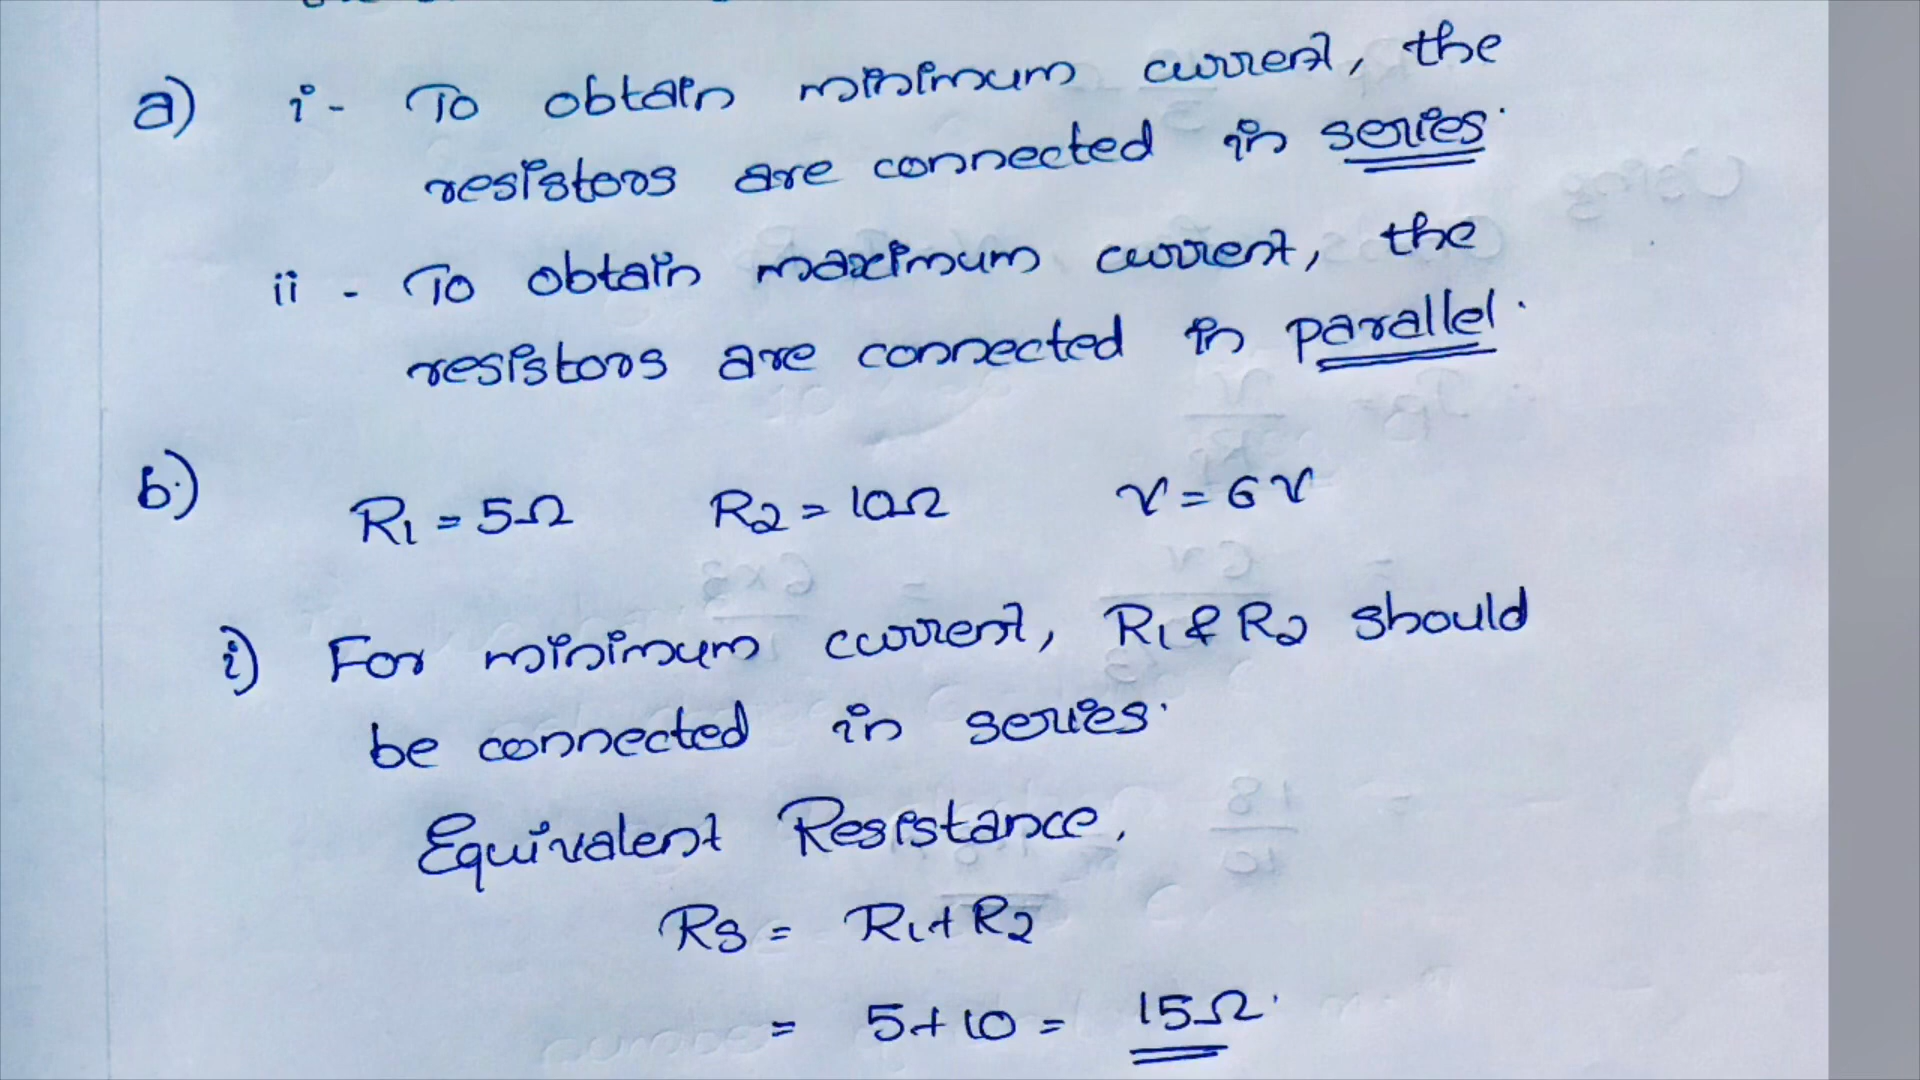 a) i - To obtain minimum current, the
resistors are connected in series.
ii - To obtain maximum current, the
resistors are connected in parallel.
b) R1 = 5Ω R2 = 10Ω V = 6V
i) For minimum current, R1 & R2 should
be connected in series.
Equivalent Resistance,
Rs = R1 + R2
= 5 + 10 = 15Ω.